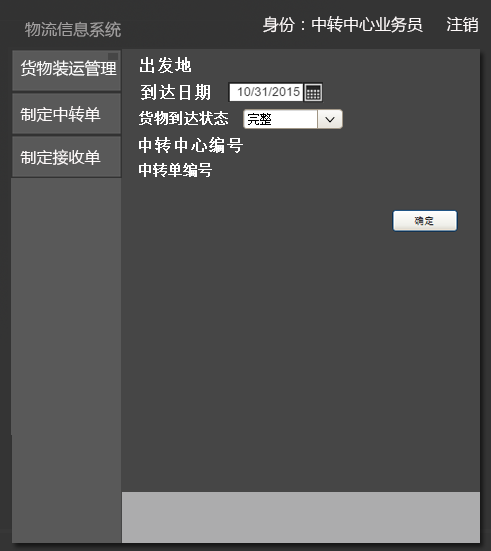 物流信息系统
身份：中转中心业务员 注销
货物装运管理
制定中转单
制定接收单
出发地
到达日期 10/31/2015
货物到达状态 完整
中转中心编号
中转单编号
确定